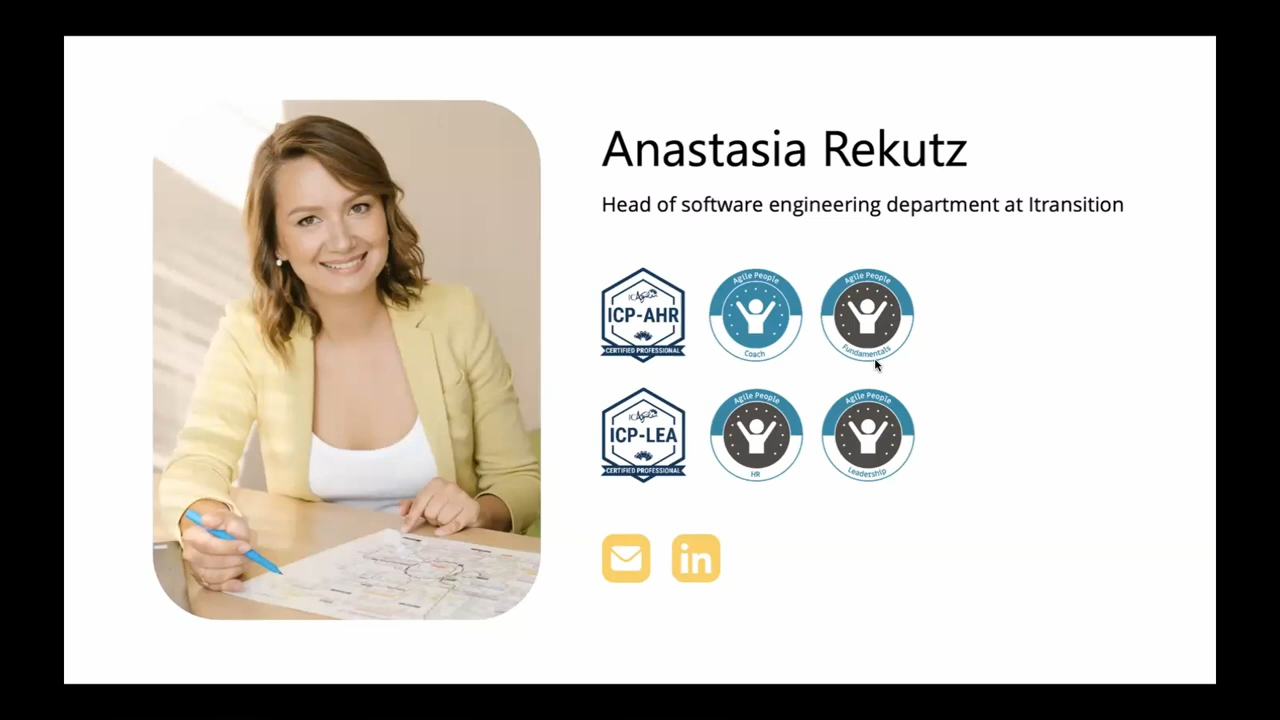 Anastasia Rekutz
Head of software engineering department at Itransition
ICAgile
ICP-AHR
CERTIFIED PROFESSIONAL
Agile People
Coach
Agile People
Fundamentals
ICAgile
ICP-LEA
CERTIFIED PROFESSIONAL
Agile People
HR
Agile People
Leadership
in